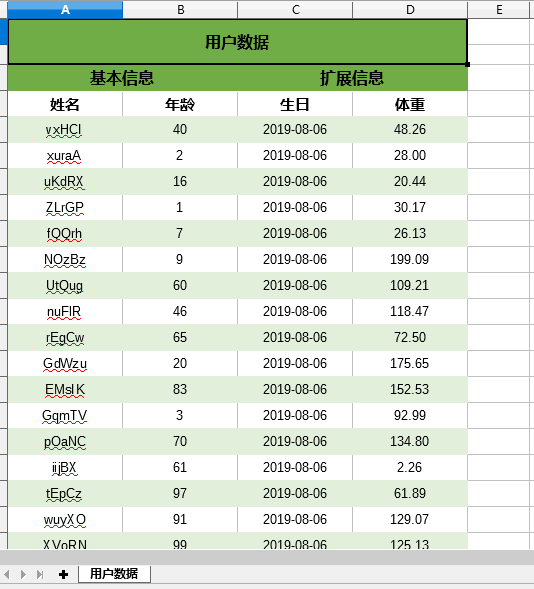 A B C D E
用户数据
基本信息 扩展信息
姓名 年龄 生日 体重
vxHCl 40 2019-08-06 48.26
xuraA 2 2019-08-06 28.00
uKdRX 16 2019-08-06 20.44
ZLrGP 1 2019-08-06 30.17
fQQrh 7 2019-08-06 26.13
NOzBz 9 2019-08-06 199.09
UtQug 60 2019-08-06 109.21
nuFlR 46 2019-08-06 118.47
rEgCw 65 2019-08-06 72.50
GdWzu 20 2019-08-06 175.65
EMslK 83 2019-08-06 152.53
GqmTV 3 2019-08-06 92.99
pOaNC 70 2019-08-06 134.80
iijBX 61 2019-08-06 2.26
tEpCz 97 2019-08-06 61.89
wuyXO 91 2019-08-06 129.07
XVoRN 99 2019-08-06 125.13
用户数据